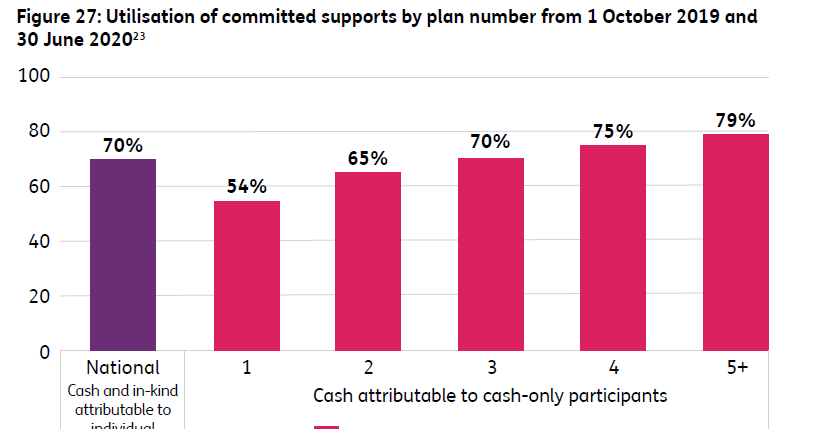 Figure 27: Utilisation of committed supports by plan number from 1 October 2019 and
30 June 2020²³
100
80
60
40
20
0
70%
54%
65%
70%
75%
79%
National
1
2
3
4
5+
Cash and in-kind
attributable to
individual
Cash attributable to cash-only participants